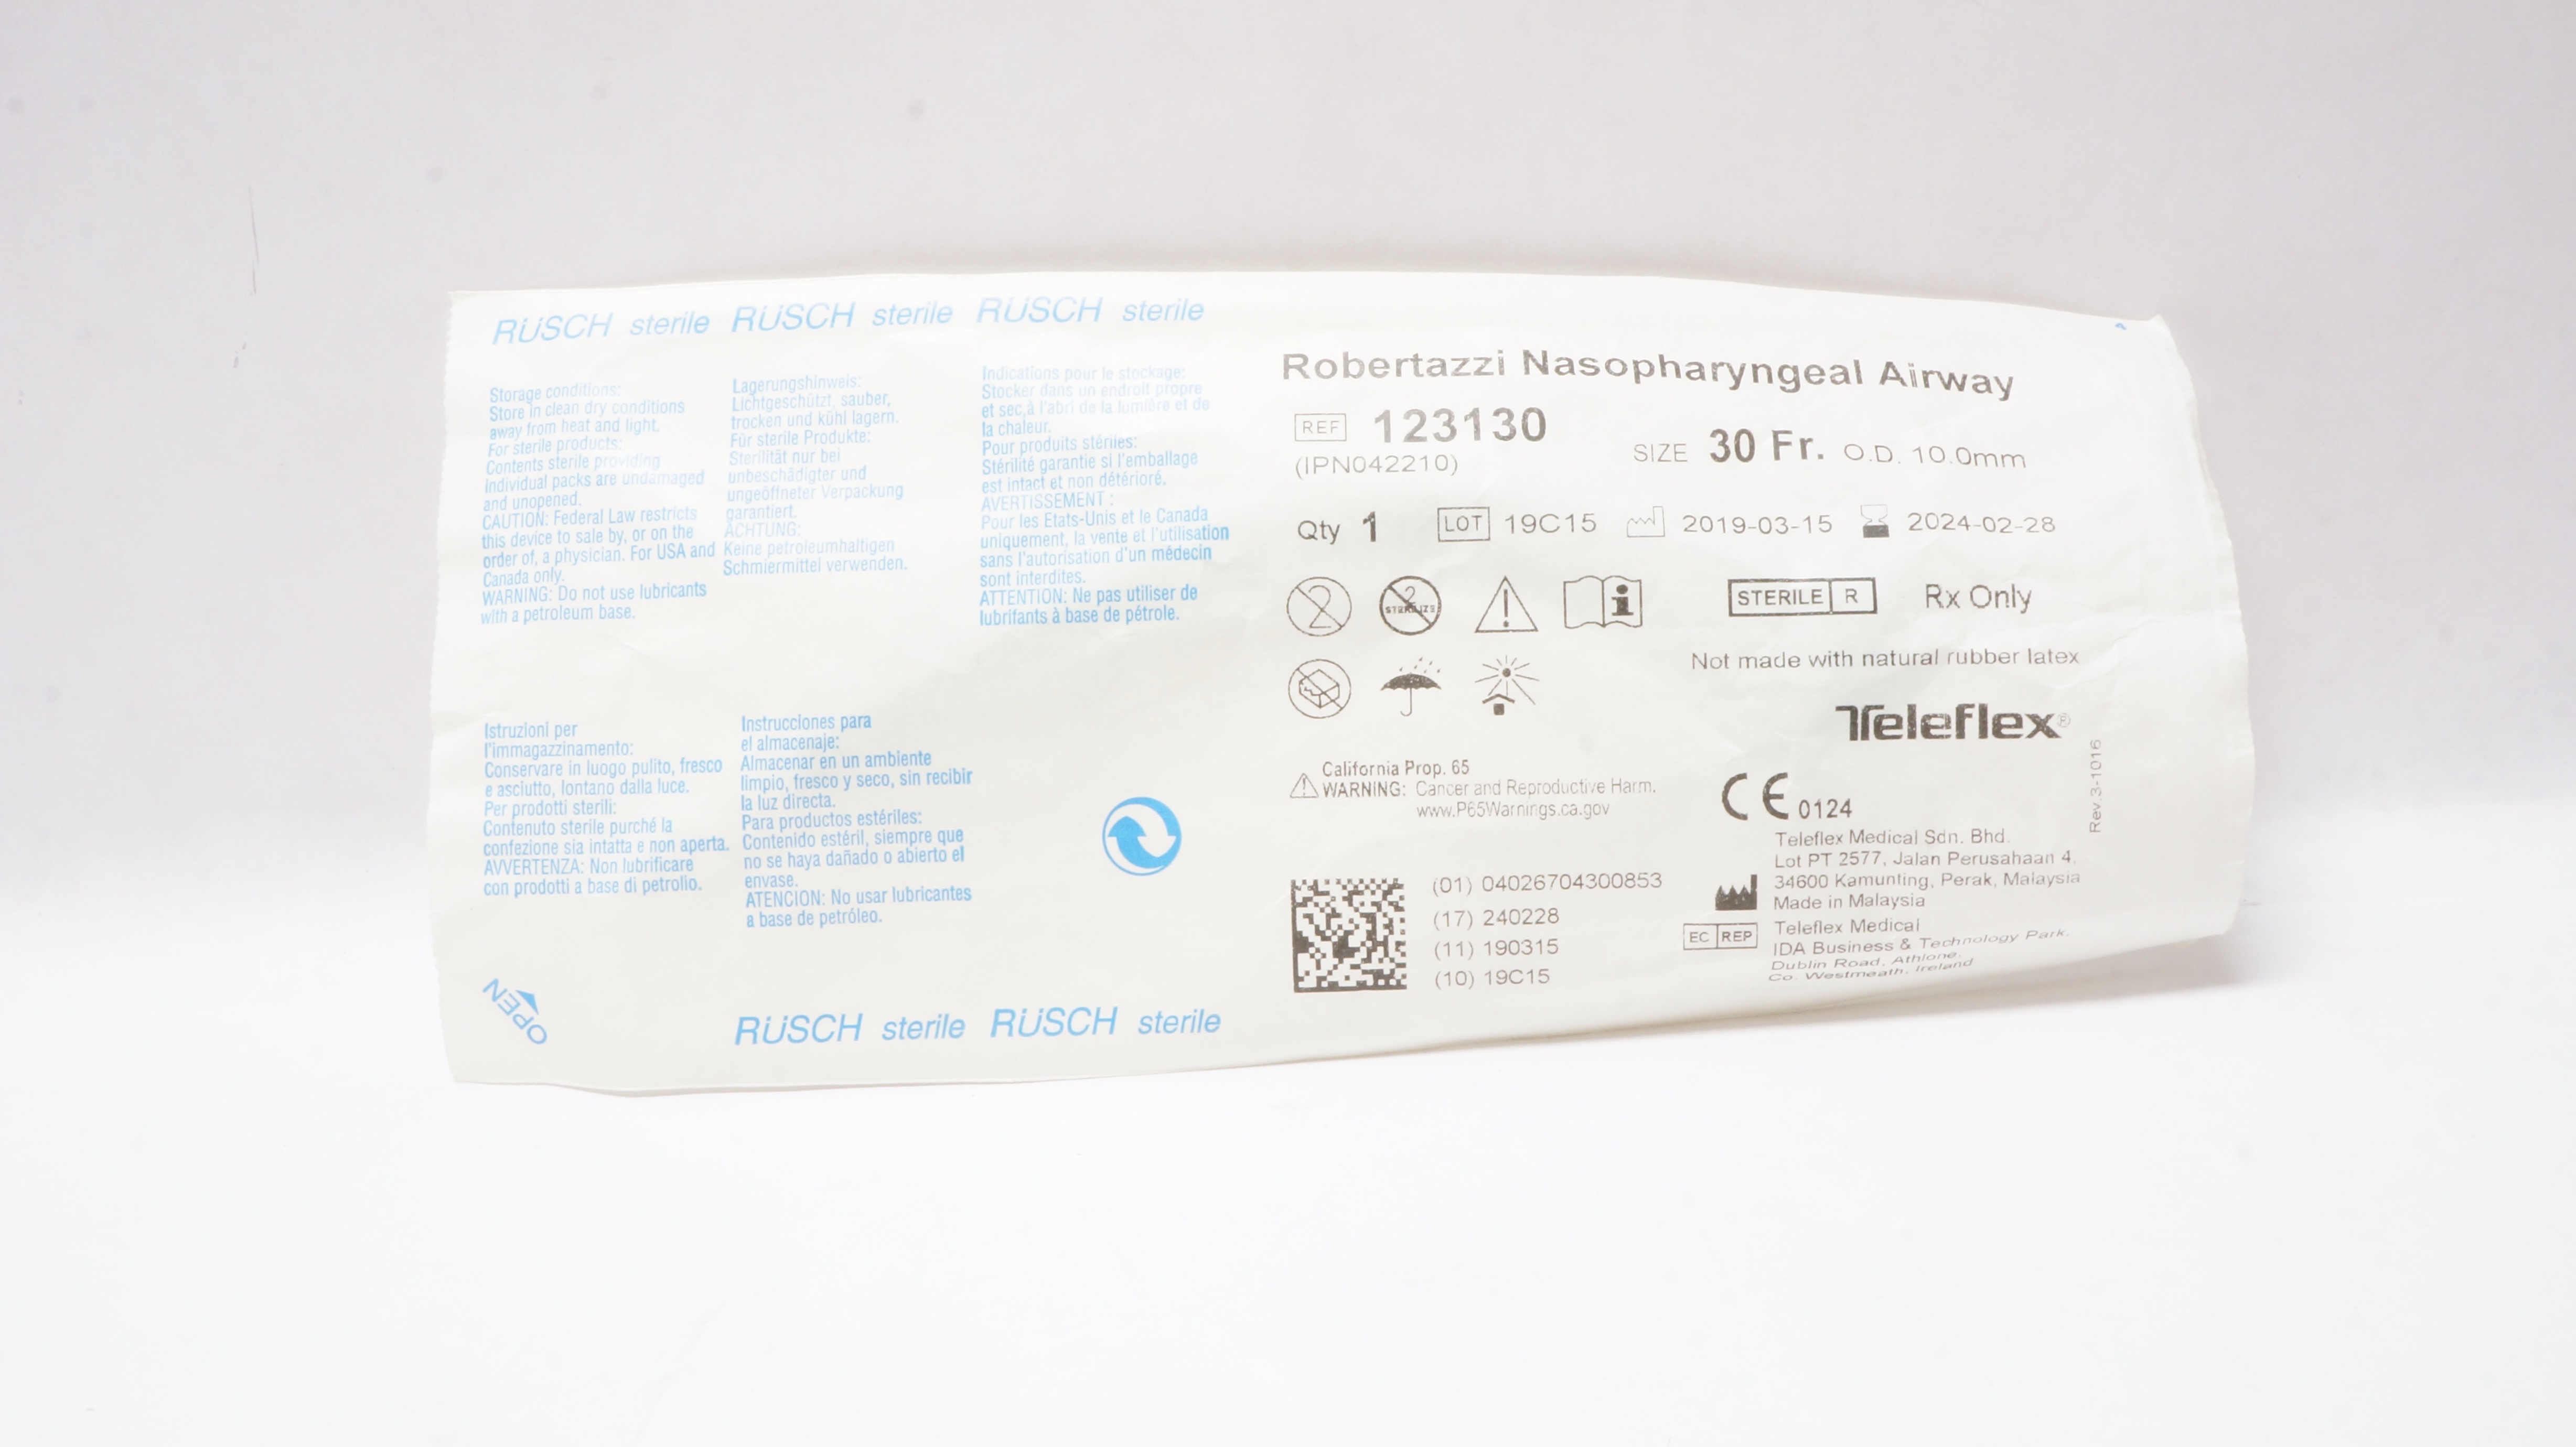 RÜSCH sterile RÜSCH sterile RÜSCH sterile
Storage conditions:
Store in clean dry conditions
away from heat and light.
For sterile products:
Contents sterile providing
Individual packs are undamaged
and unopened.
CAUTION: Federal Law restricts
this device to sale by, or on the
order of, a physician. For USA and
Canada only.
WARNING: Do not use lubricants
with a petroleum base.
Lagerungshinweis:
Lichtgeschützt, sauber,
trocken und kühl lagern.
Für sterile Produkte:
Sterilität nur bei
unbeschädigter und
ungeöffneter Verpackung
garantiert.
ACHTUNG:
Keine petroleumhaltigen
Schmiermittel verwenden.
Indications pour le stockage:
Stocker dans un endroit propre
et sec,à l'abri de la lumière et de
la chaleur.
Pour produits stériles:
Stérilité garantie si l'emballage
est intact et non détérioré.
AVERTISSEMENT :
Pour les Etats-Unis et le Canada
uniquement, la vente et l'utilisation
sans l'autorisation d'un médecin
sont interdites.
ATTENTION: Ne pas utiliser de
lubrifants à base de pétrole.
Istruzioni per
l'immagazzinamento:
Conservare in luogo pulito, fresco
e asciutto, lontano dalla luce.
Per prodotti sterili:
Contenuto sterile purché la
confezione sia intatta e non aperta.
AVVERTENZA: Non lubrificare
con prodotti a base di petrolio.
Instrucciones para
el almacenaje:
Almacenar en un ambiente
limpio, fresco y seco, sin recibir
la luz directa.
Para productos estériles:
Contenido estéril, siempre que
no se haya dañado o abierto el
envase.
ATENCION: No usar lubricantes
a base de petróleo.
OPEN
RÜSCH sterile RÜSCH sterile
Robertazzi Nasopharyngeal Airway
REF 123130
(IPN042210)
SIZE 30 Fr. O.D. 10.0mm
Qty 1 LOT 19C15 2019-03-15 2024-02-28
2 2 STERILIZE
STERILE R Rx Only
Not made with natural rubber latex
Teleflex®
California Prop. 65
WARNING: Cancer and Reproductive Harm.
www.P65Warnings.ca.gov
CE 0124
Rev.3-1016
Teleflex Medical Sdn. Bhd.
Lot PT 2577, Jalan Perusahaan 4,
34600 Kamunting, Perak, Malaysia
Made in Malaysia
EC REP Teleflex Medical
IDA Business & Technology Park.
Dublin Road, Athlone.
Co. Westmeath, Ireland
(01) 04026704300853
(17) 240228
(11) 190315
(10) 19C15